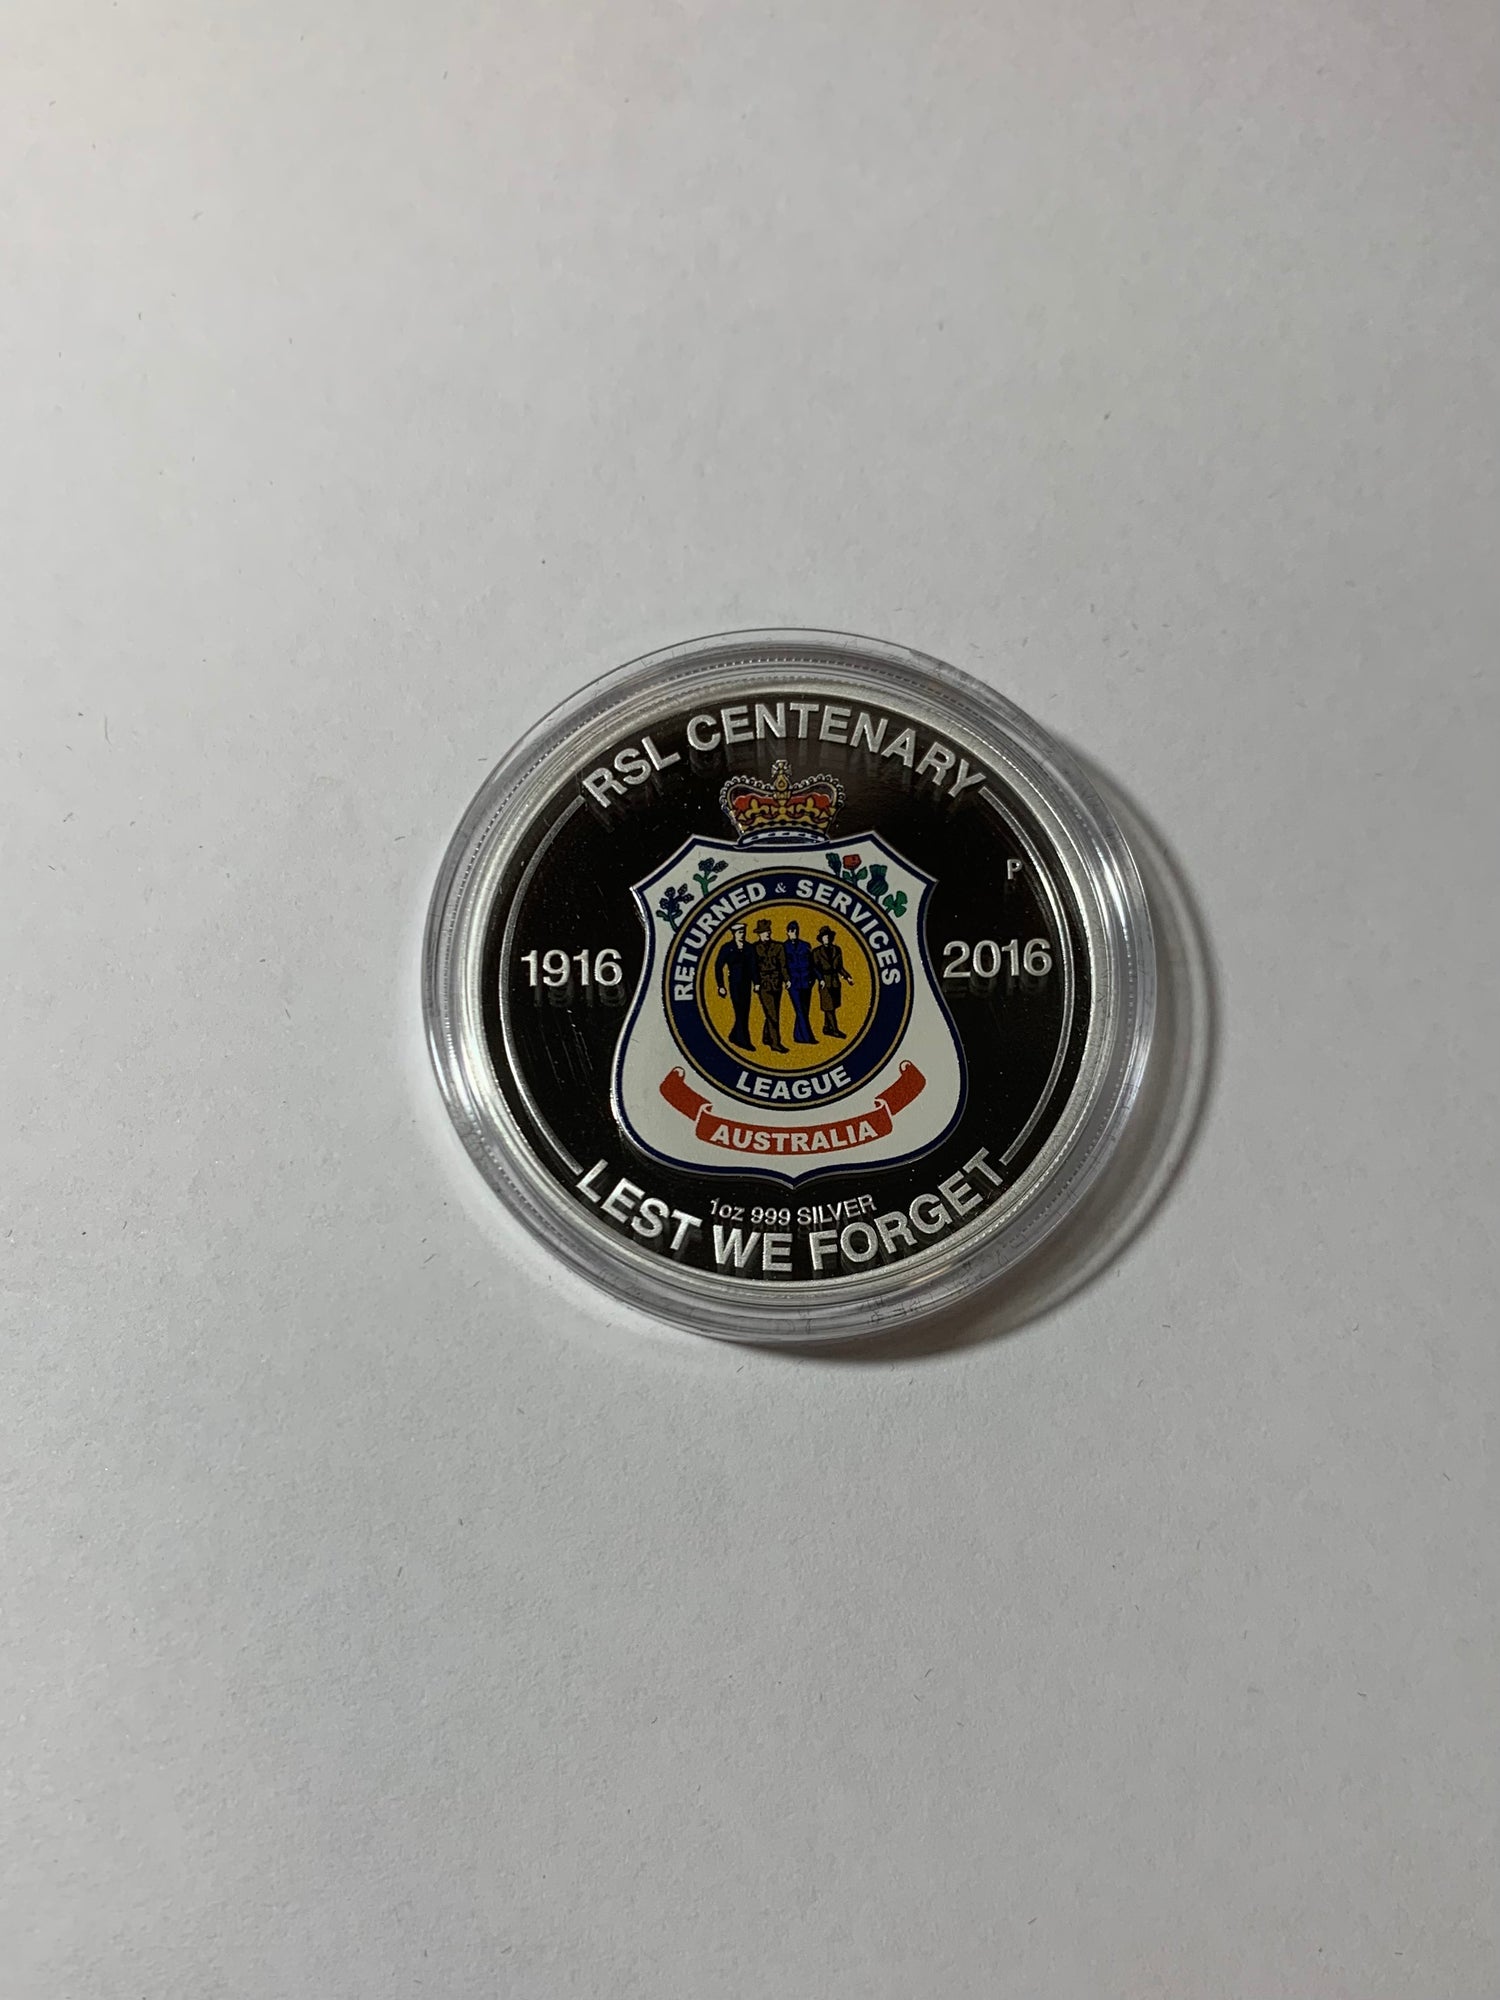 RSL CENTENARY
P
RETURNED & SERVICES
1916
2016
LEAGUE
AUSTRALIA
1oz 999 SILVER
LEST WE FORGET